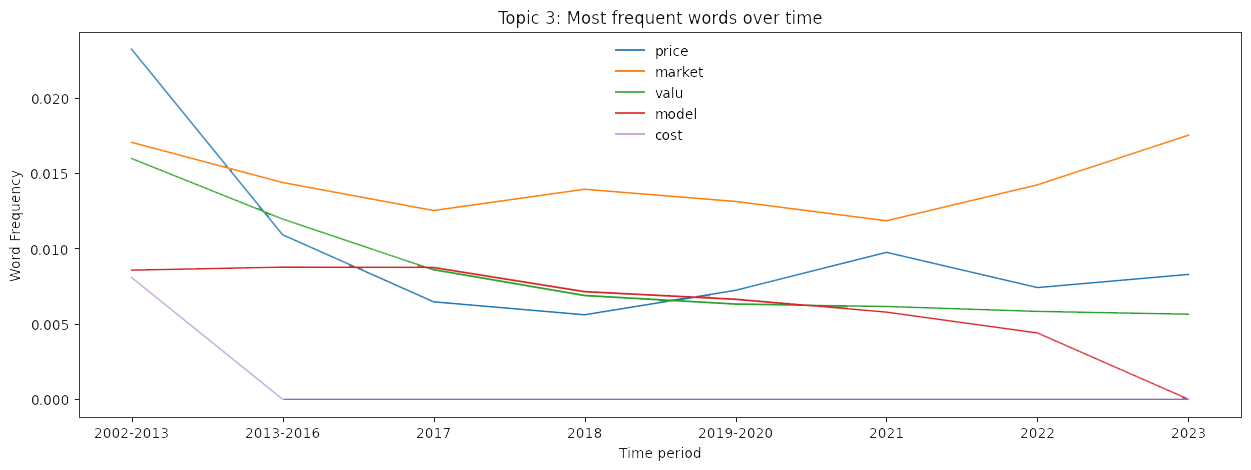 Topic 3: Most frequent words over time
price
market
valu
model
cost
0.020
0.015
0.010
0.005
0.000
Word Frequency
2002-2013 2013-2016 2017 2018 2019-2020 2021 2022 2023
Time period